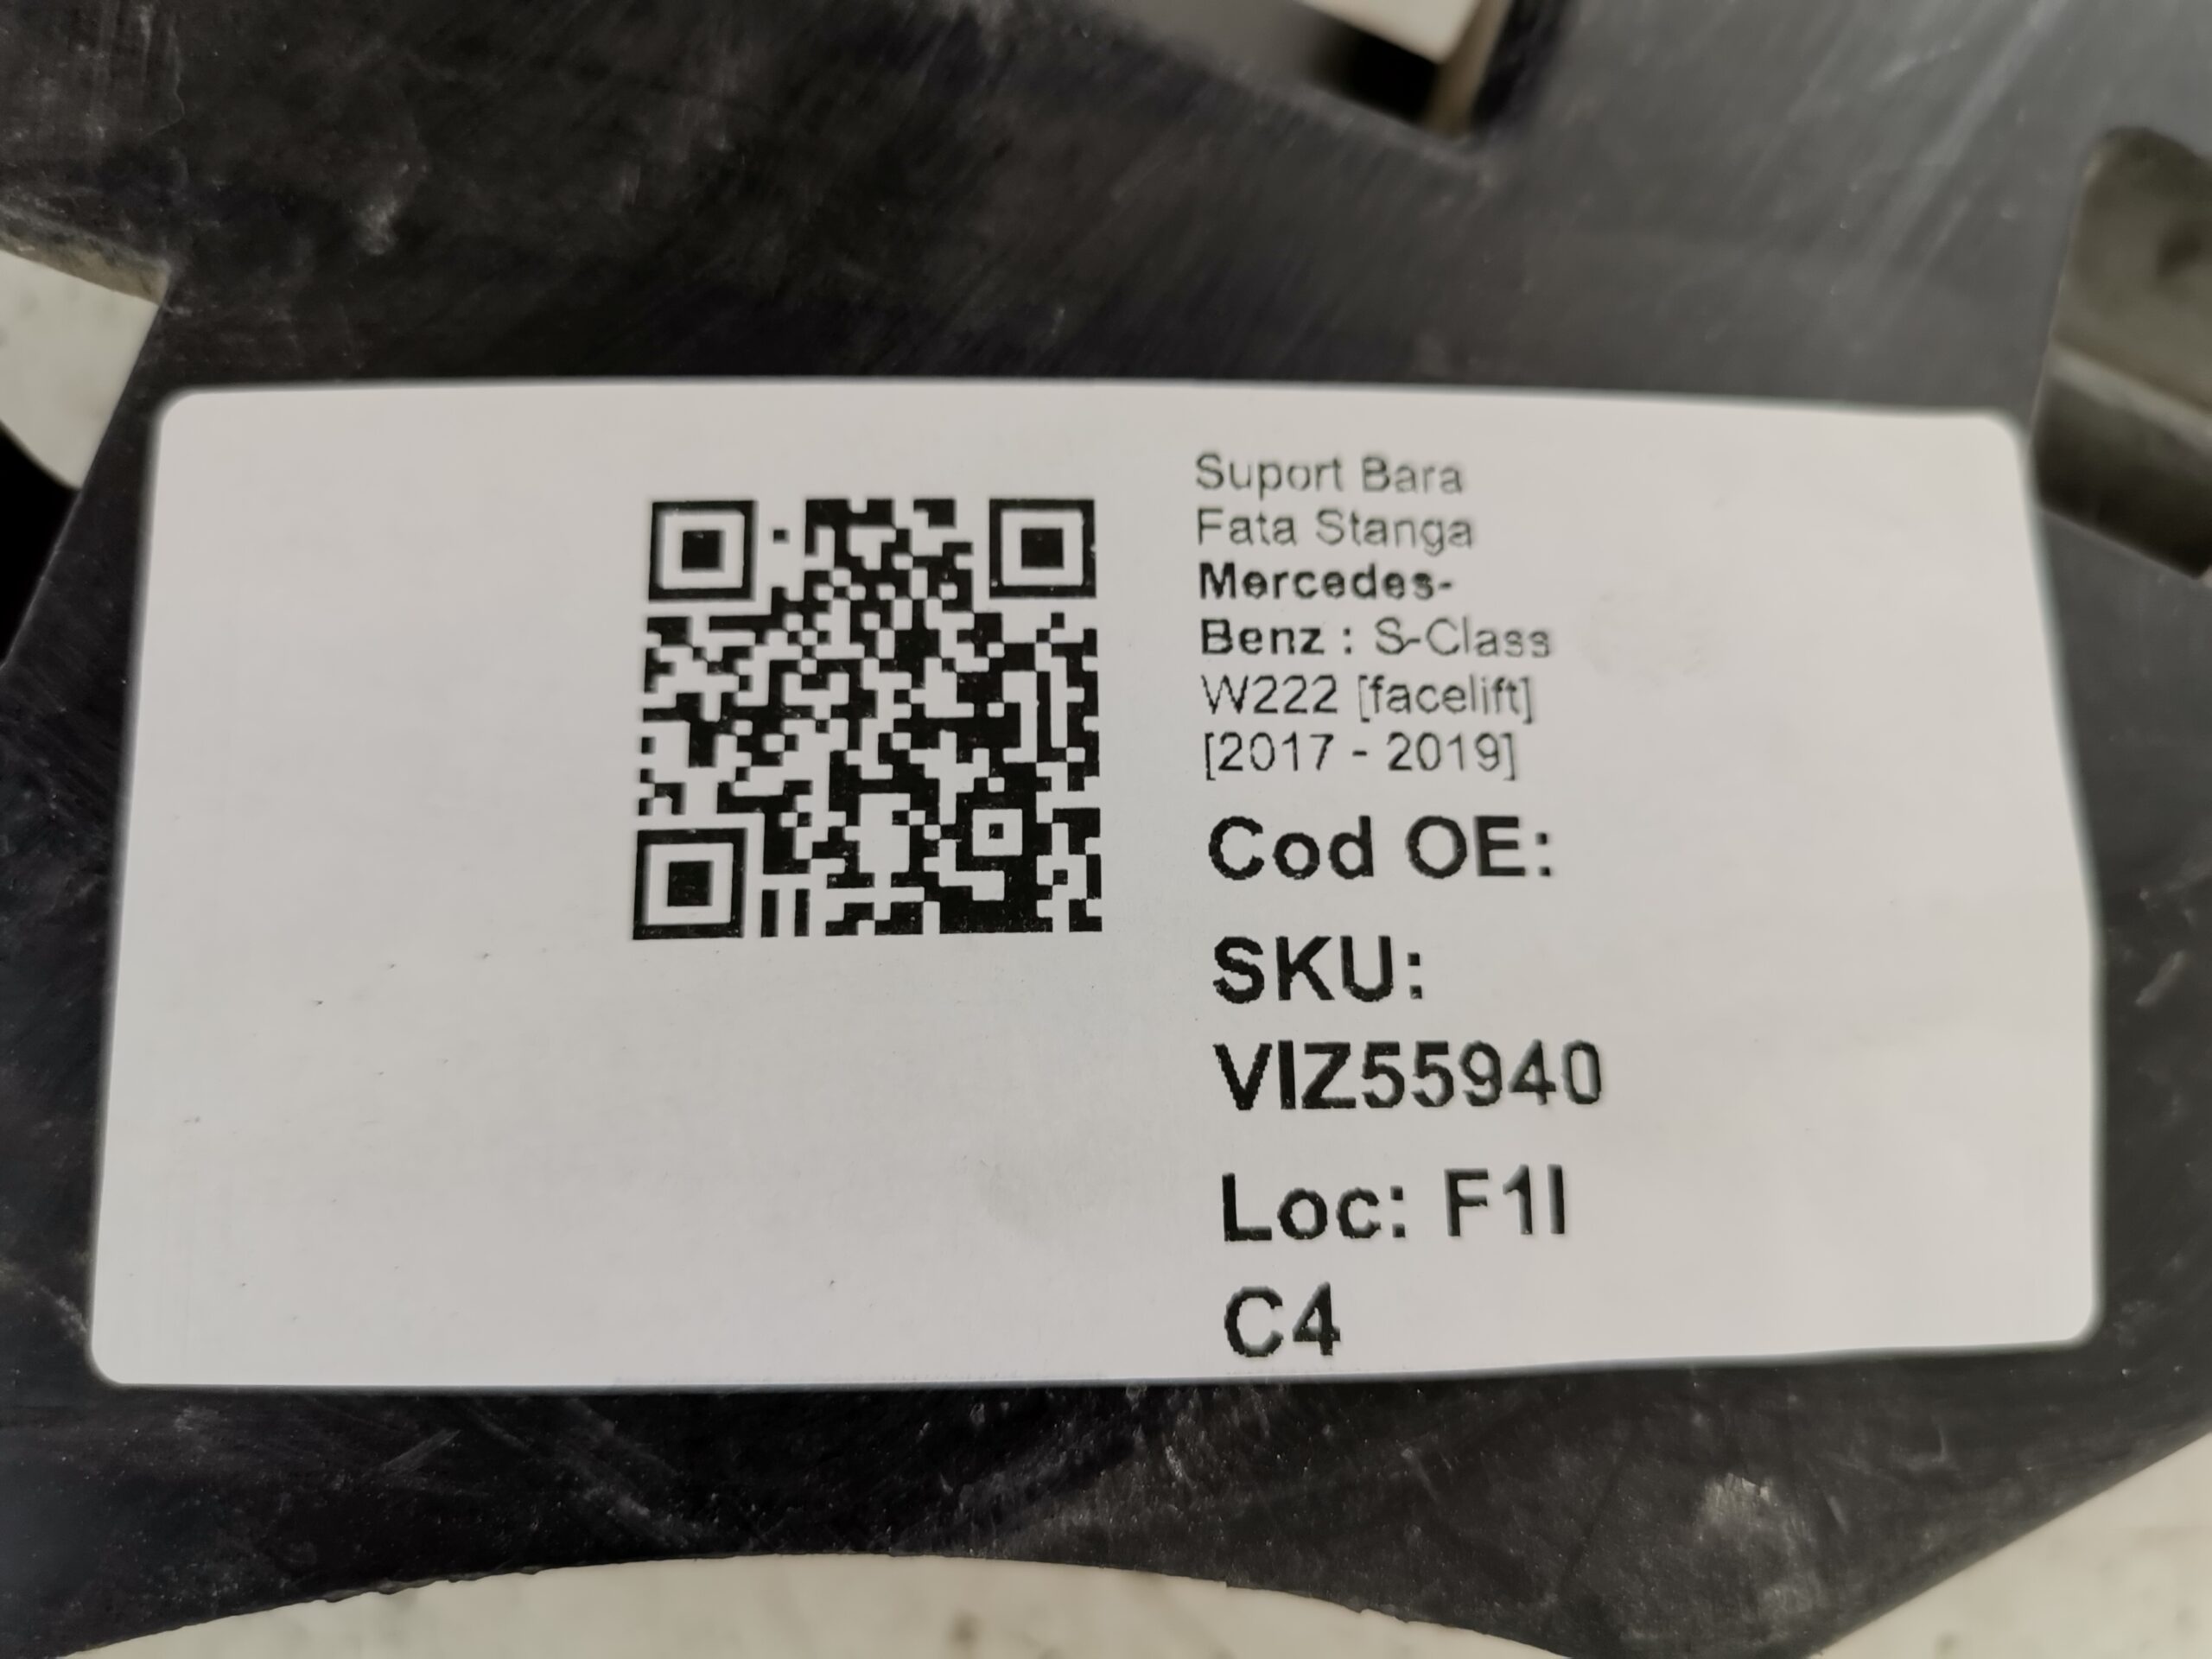 Suport Bara
Fata Stanga
Mercedes-
Benz : S-Class
W222 [facelift]
[2017 - 2019]
Cod OE:
SKU:
VIZ55940
Loc: F1I
C4